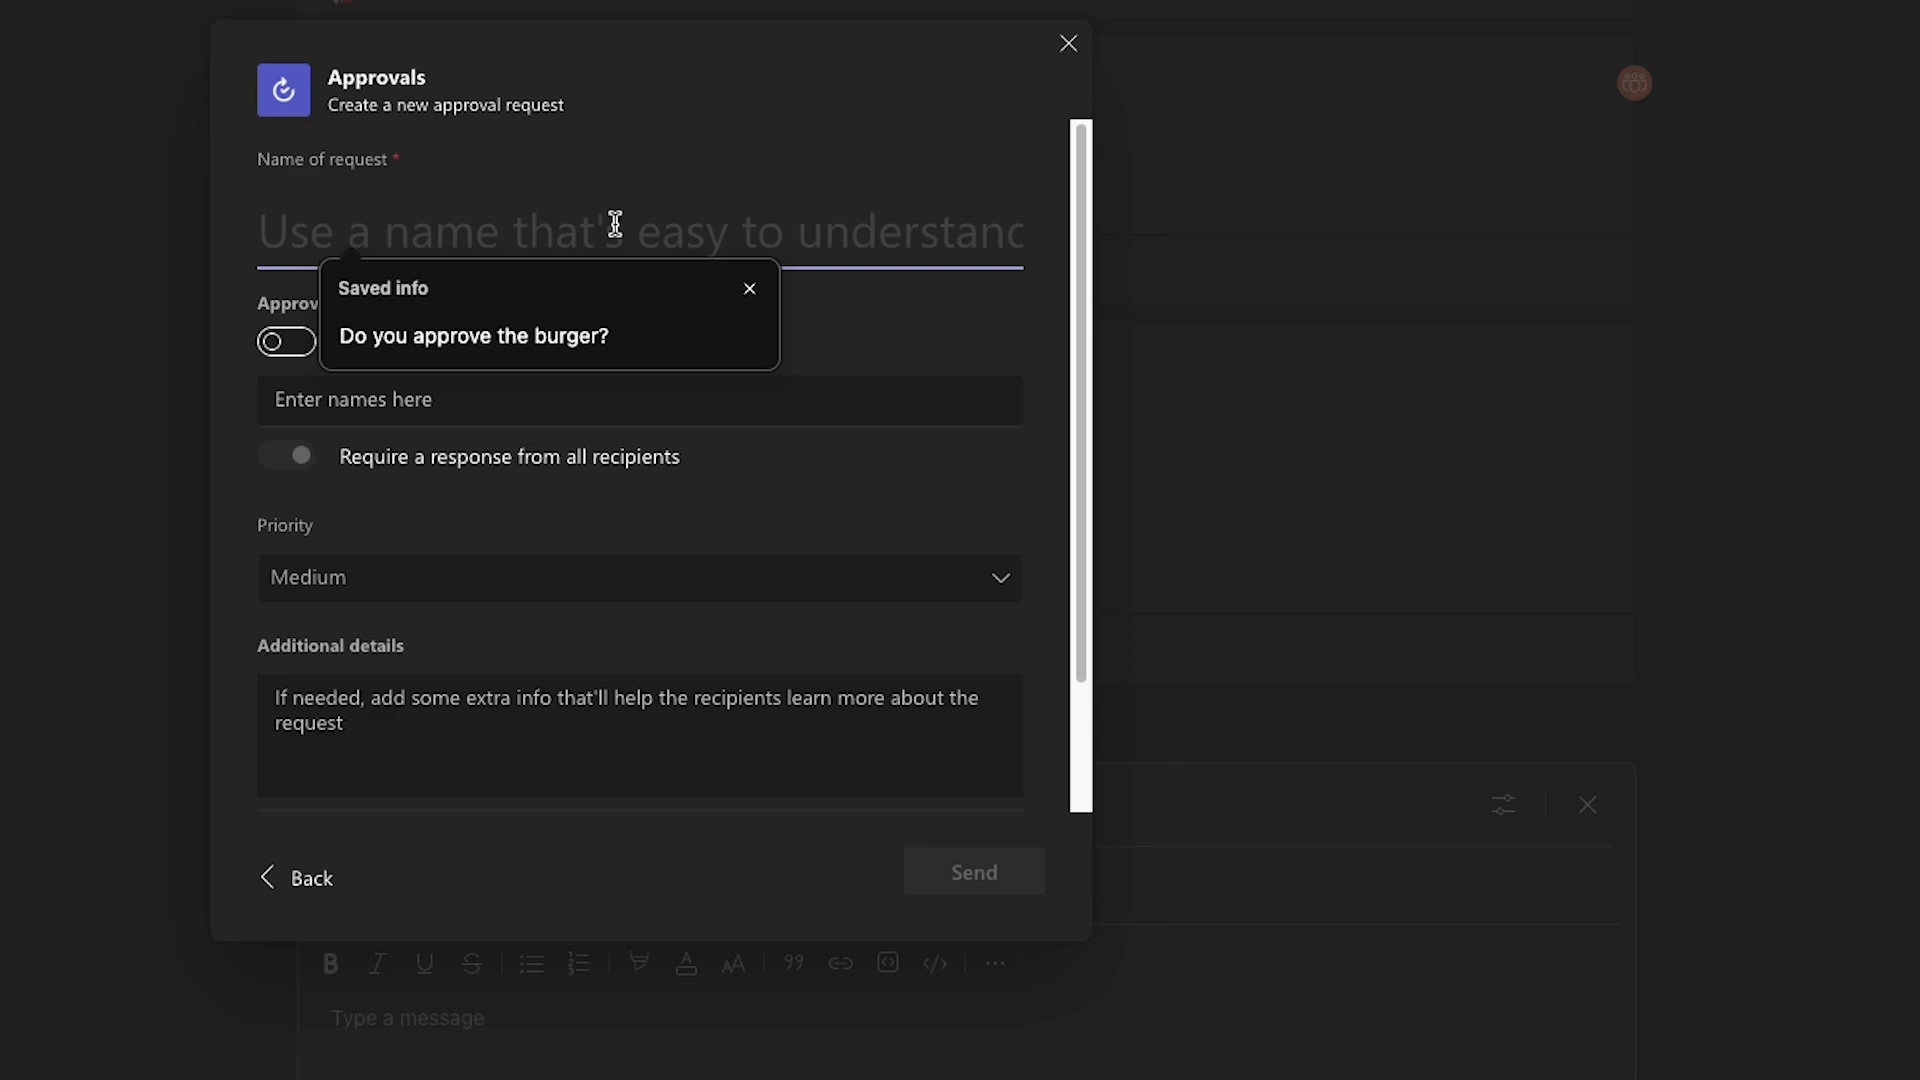 Approvals
Create a new approval request
Name of request *
Use a name that's easy to understand
Saved info
Do you approve the burger?
Approv
Enter names here
Require a response from all recipients
Priority
Medium
Additional details
If needed, add some extra info that'll help the recipients learn more about the
request
Back
Send
Type a message